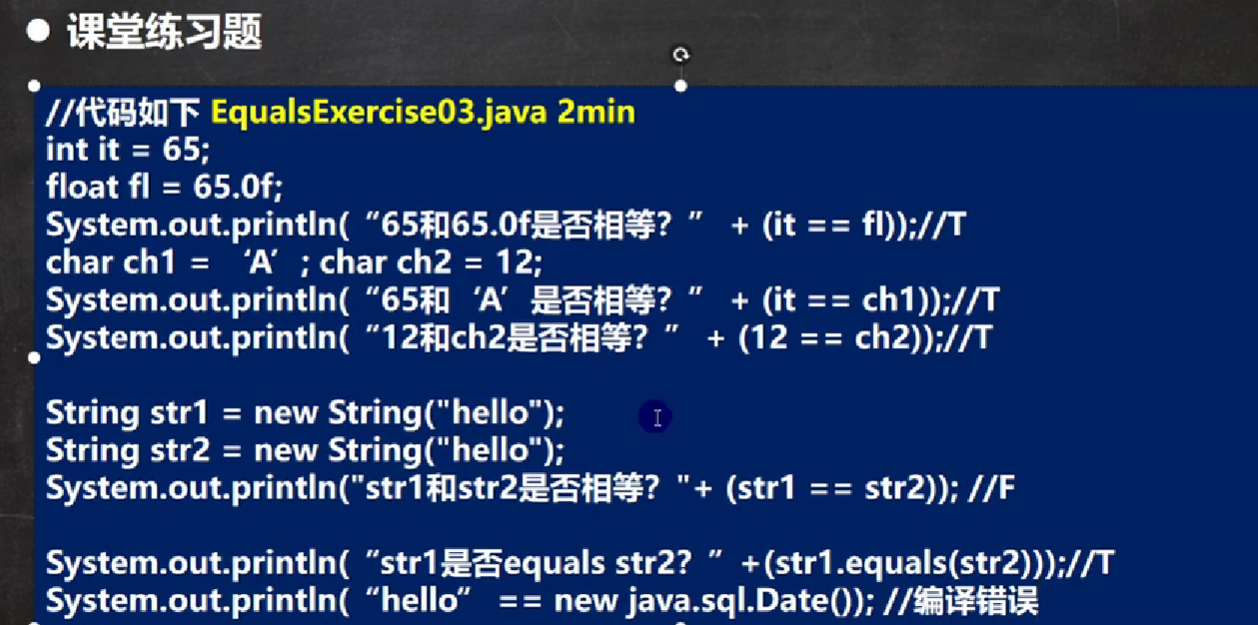 ● 课堂练习题
//代码如下 EqualsExercise03.java 2min
int it = 65;
float fl = 65.0f;
System.out.println( “65和65.0f是否相等？” + (it == fl));//T
char ch1 = ‘A’ ; char ch2 = 12;
System.out.println( “65和‘A’是否相等？” + (it == ch1));//T
System.out.println( “12和ch2是否相等？” + (12 == ch2));//T
String str1 = new String("hello");
String str2 = new String("hello");
System.out.println("str1和str2是否相等？"+ (str1 == str2)); //F
System.out.println( “str1是否equals str2？” +(str1.equals(str2)));//T
System.out.println( “hello” == new java.sql.Date()); //编译错误